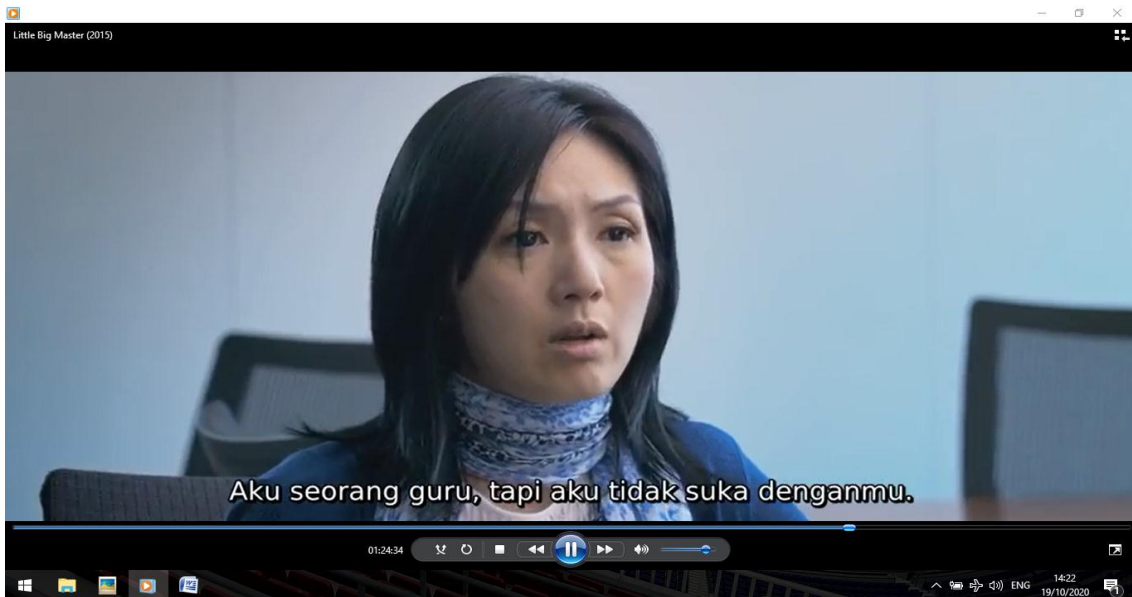 Little Big Master (2015)
Aku seorang guru, tapi aku tidak suka denganmu.
01:24:34
ENG
14:22
19/10/2020
1